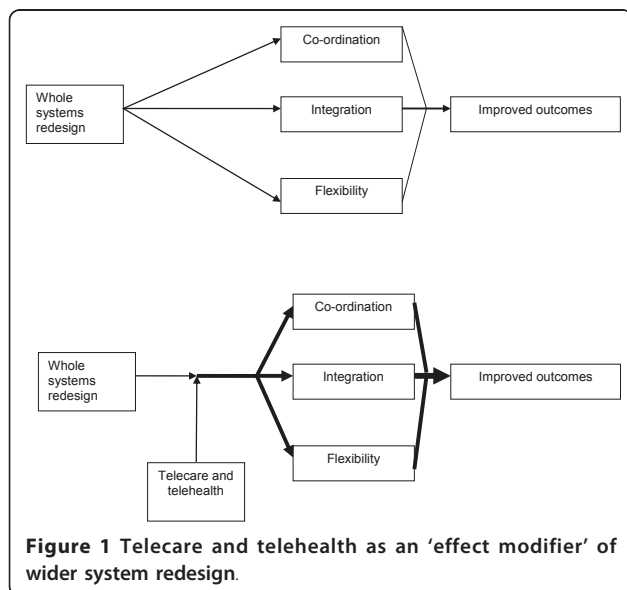 Co-ordination
Whole
systems
redesign
Integration
Improved outcomes
Flexibility
Co-ordination
Whole
systems
redesign
Integration
Improved outcomes
Flexibility
Telecare and
telehealth
Figure 1 Telecare and telehealth as an ‘effect modifier’ of
wider system redesign.